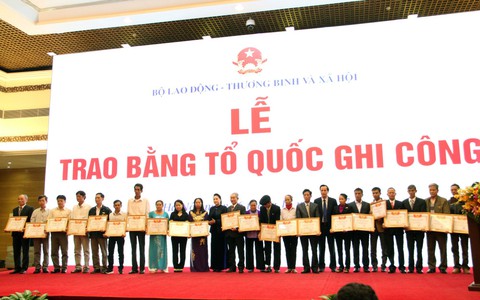 BỘ LAO ĐỘNG - THƯƠNG BINH VÀ XÃ HỘI
LỄ
TRAO BẰNG TỔ QUỐC GHI CÔNG